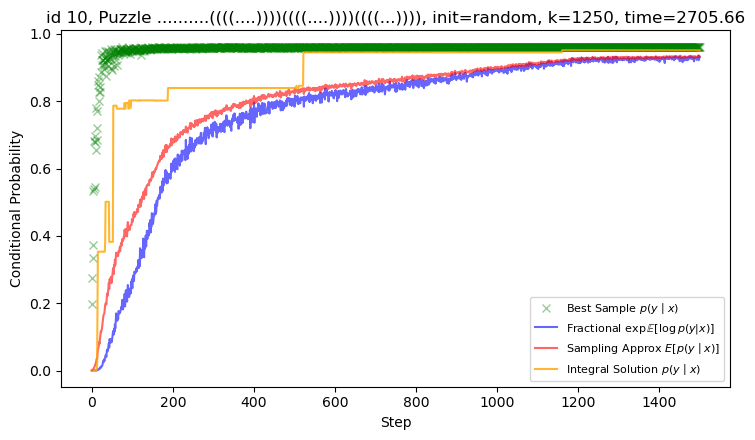 id 10, Puzzle ..........((((....))))((((....))))((((...)))), init=random, k=1250, time=2705.66
Conditional Probability
1.0
0.8
0.6
0.4
0.2
0.0
Best Sample p(y | x)
Fractional exp𝔼[log p(y|x)]
Sampling Approx E[p(y | x)]
Integral Solution p(y | x)
0 200 400 600 800 1000 1200 1400
Step